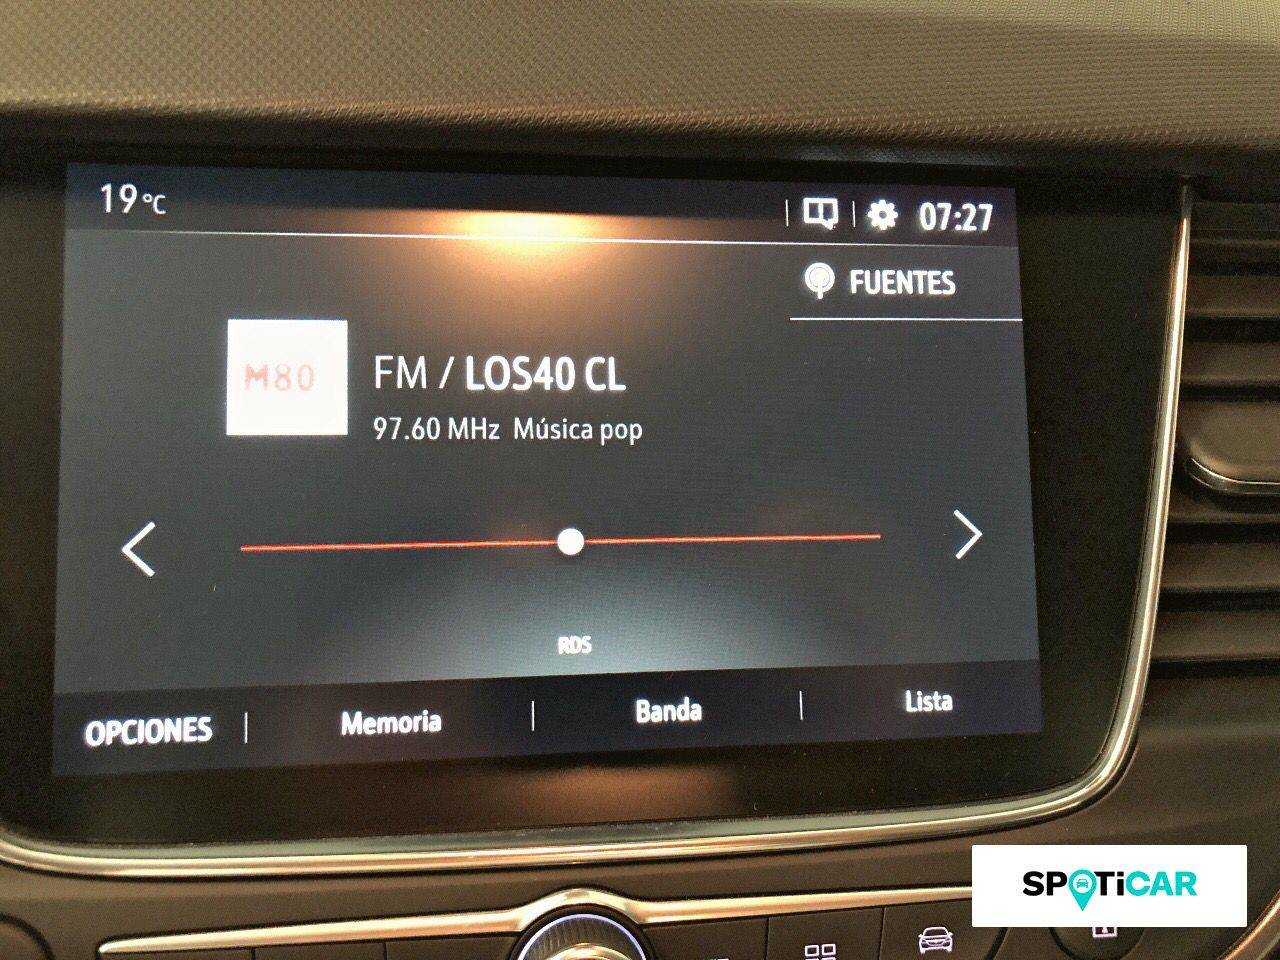 19°C
07:27
FUENTES
M80
FM / LOS40 CL
97.60 MHz Música pop
RDS
OPCIONES
Memoria
Banda
Lista
SPOTiCAR